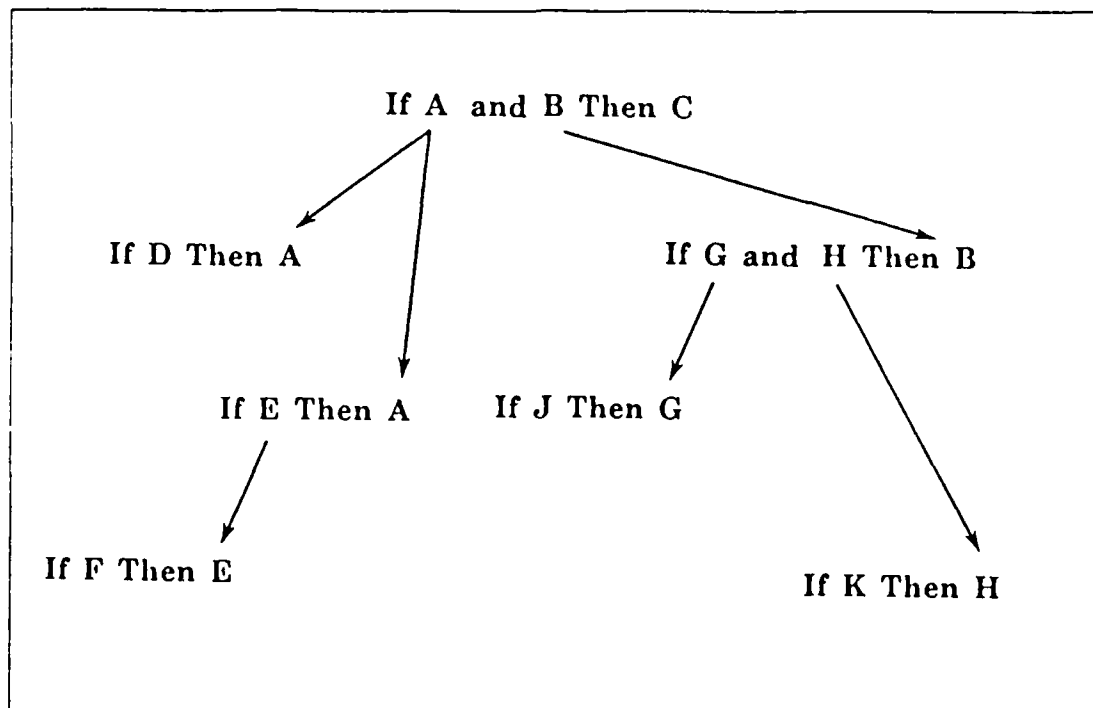 If A and B Then C
If D Then A
If G and H Then B
If E Then A
If J Then G
If F Then E
If K Then H